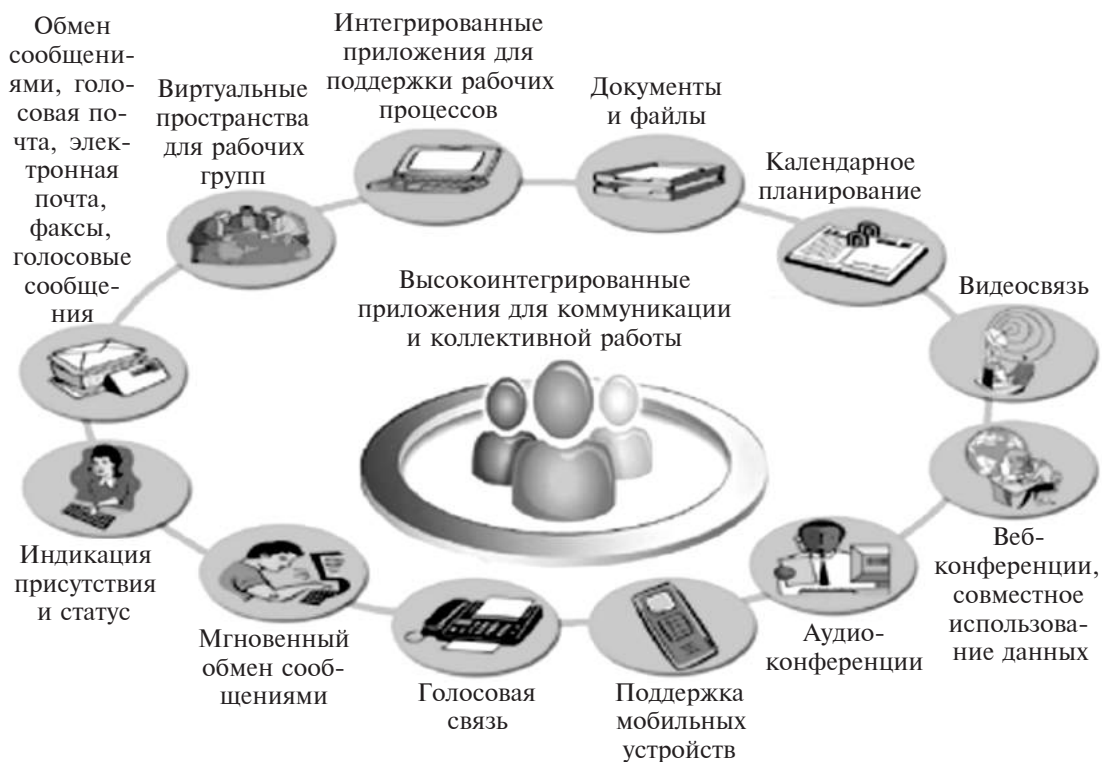 Обмен
сообщени-
ями, голо-
совая по-
чта, элек-
тронная
почта,
факсы,
голосовые
сообще-
ния
Виртуальные
пространства
для рабочих
групп
Интегрированные
приложения для
поддержки рабочих
процессов
Документы
и файлы
Календарное
планирование
Видеосвязь
Высокоинтегрированные
приложения для коммуникации
и коллективной работы
Индикация
присутствия
и статус
Мгновенный
обмен сооб-
щениями
Голосовая
связь
Поддержка
мобильных
устройств
Аудио-
конференции
Веб-
конференции,
совместное
использова-
ние данных